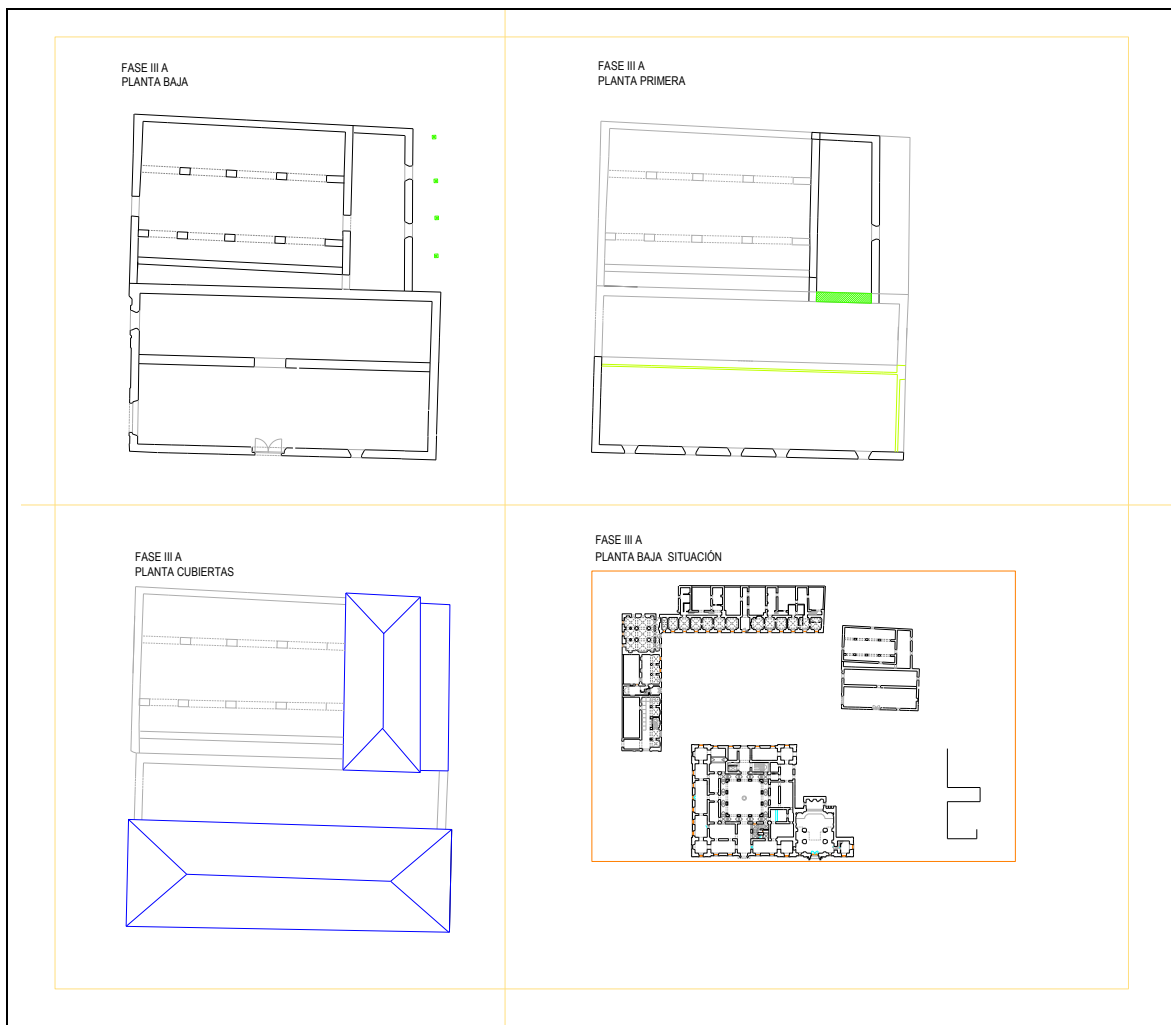 FASE III A
PLANTA BAJA
FASE III A
PLANTA PRIMERA
FASE III A
PLANTA CUBIERTAS
FASE III A
PLANTA BAJA SITUACIÓN